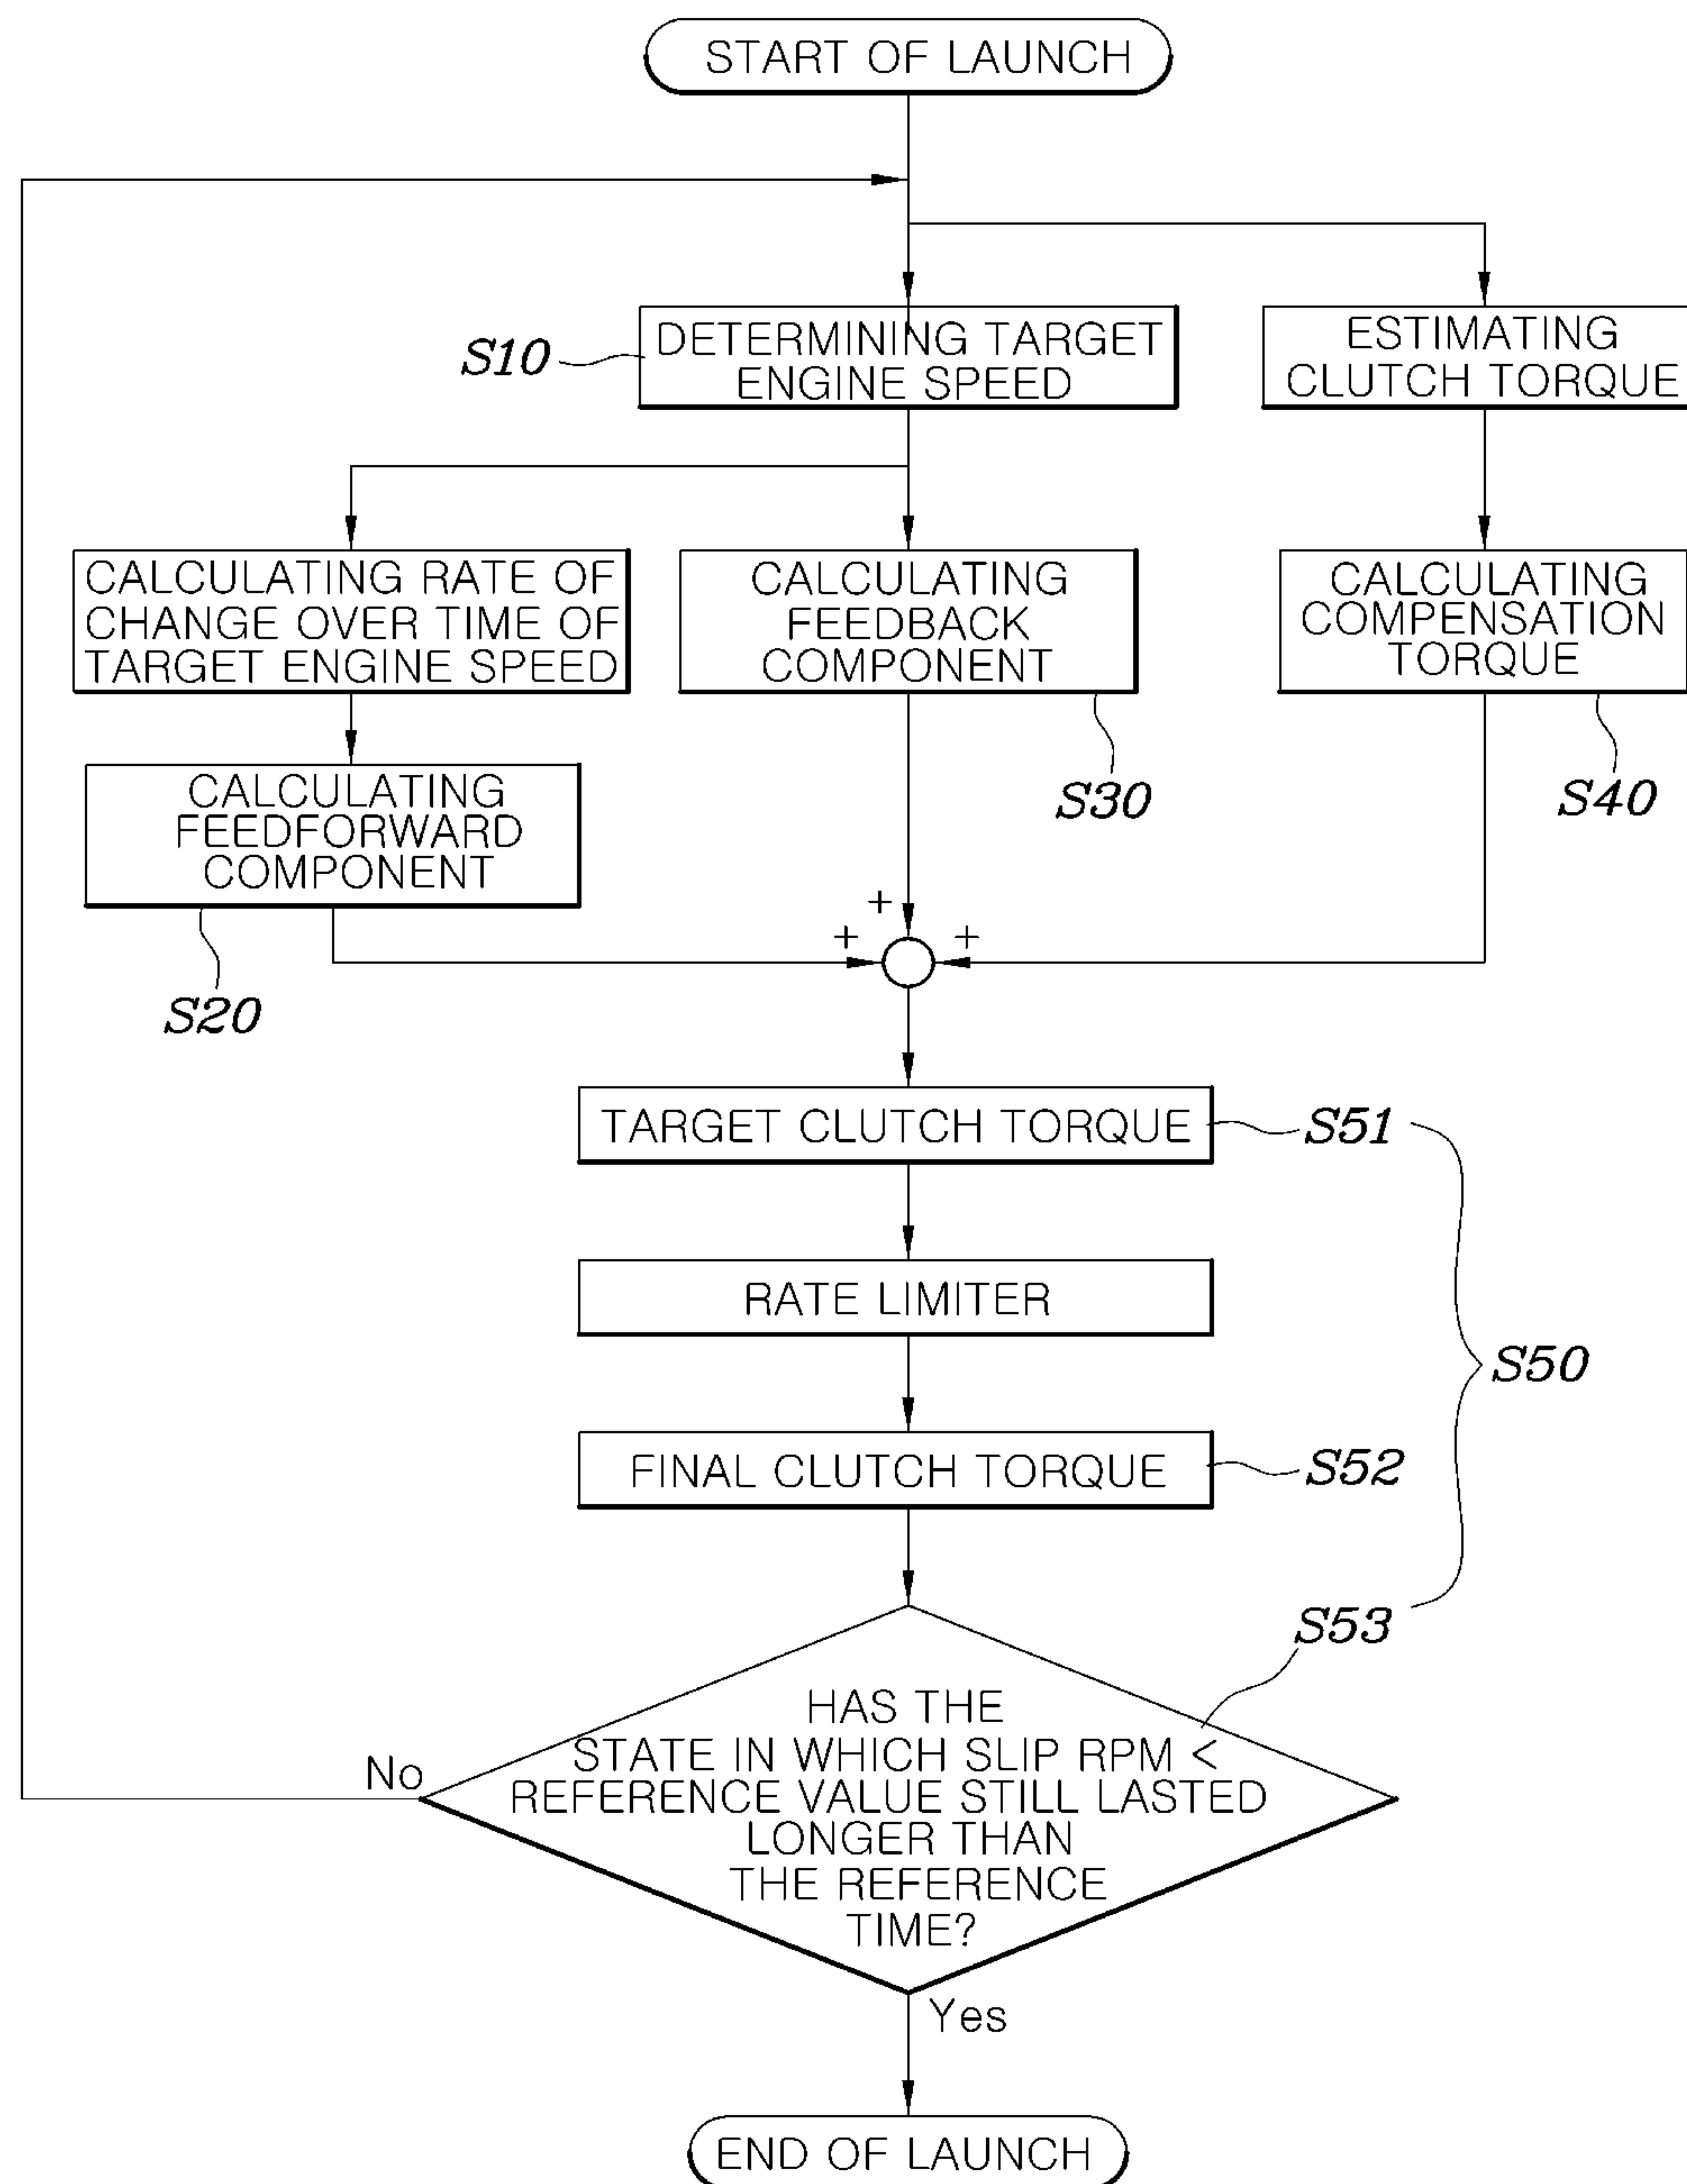 START OF LAUNCH
S10
DETERMINING TARGET
ENGINE SPEED
ESTIMATING
CLUTCH TORQUE
CALCULATING RATE OF
CHANGE OVER TIME OF
TARGET ENGINE SPEED
CALCULATING
FEEDBACK
COMPONENT
CALCULATING
COMPENSATION
TORQUE
S30
S40
CALCULATING
FEEDFORWARD
COMPONENT
S20
+
+
+
TARGET CLUTCH TORQUE
S51
RATE LIMITER
S50
FINAL CLUTCH TORQUE
S52
S53
HAS THE
STATE IN WHICH SLIP RPM <
REFERENCE VALUE STILL LASTED
LONGER THAN
THE REFERENCE
TIME?
No
Yes
END OF LAUNCH